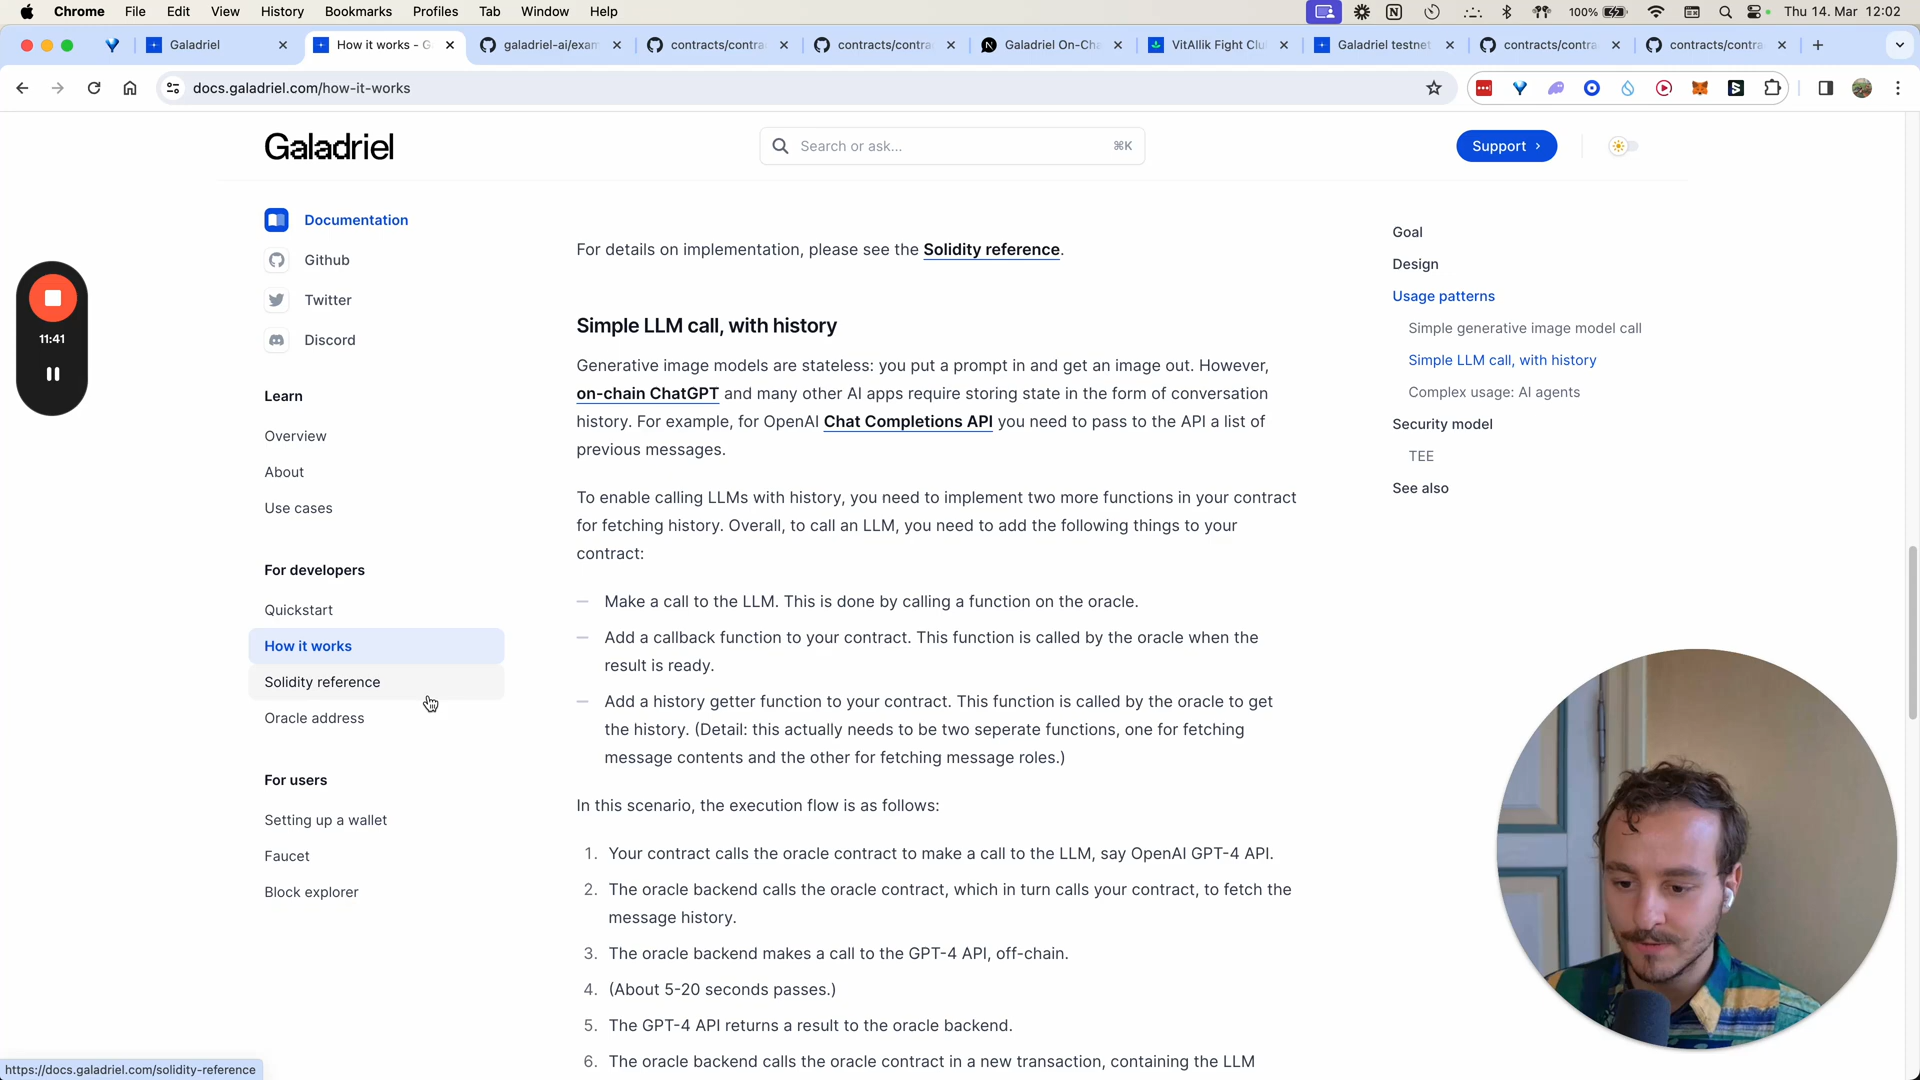 Chrome File Edit View History Bookmarks Profiles Tab Window Help 100% Thu 14. Mar 12:02
Galadriel How it works - G galadriel-ai/exam contracts/contra contracts/contra Galadriel On-Cha VitAllik Fight Clu Galadriel testnet contracts/contra contracts/contra
docs.galadriel.com/how-it-works
Galadriel
Search or ask... ⌘K
Support
Documentation
Github
Twitter
Discord
Learn
Overview
About
Use cases
For developers
Quickstart
How it works
Solidity reference
Oracle address
For users
Setting up a wallet
Faucet
Block explorer
11:41
For details on implementation, please see the Solidity reference.
Simple LLM call, with history
Generative image models are stateless: you put a prompt in and get an image out. However,
on-chain ChatGPT and many other AI apps require storing state in the form of conversation
history. For example, for OpenAI Chat Completions API you need to pass to the API a list of
previous messages.
To enable calling LLMs with history, you need to implement two more functions in your contract
for fetching history. Overall, to call an LLM, you need to add the following things to your
contract:
— Make a call to the LLM. This is done by calling a function on the oracle.
— Add a callback function to your contract. This function is called by the oracle when the
result is ready.
— Add a history getter function to your contract. This function is called by the oracle to get
the history. (Detail: this actually needs to be two seperate functions, one for fetching
message contents and the other for fetching message roles.)
In this scenario, the execution flow is as follows:
1. Your contract calls the oracle contract to make a call to the LLM, say OpenAI GPT-4 API.
2. The oracle backend calls the oracle contract, which in turn calls your contract, to fetch the
message history.
3. The oracle backend makes a call to the GPT-4 API, off-chain.
4. (About 5-20 seconds passes.)
5. The GPT-4 API returns a result to the oracle backend.
6. The oracle backend calls the oracle contract in a new transaction, containing the LLM
Goal
Design
Usage patterns
Simple generative image model call
Simple LLM call, with history
Complex usage: AI agents
Security model
TEE
See also
https://docs.galadriel.com/solidity-reference